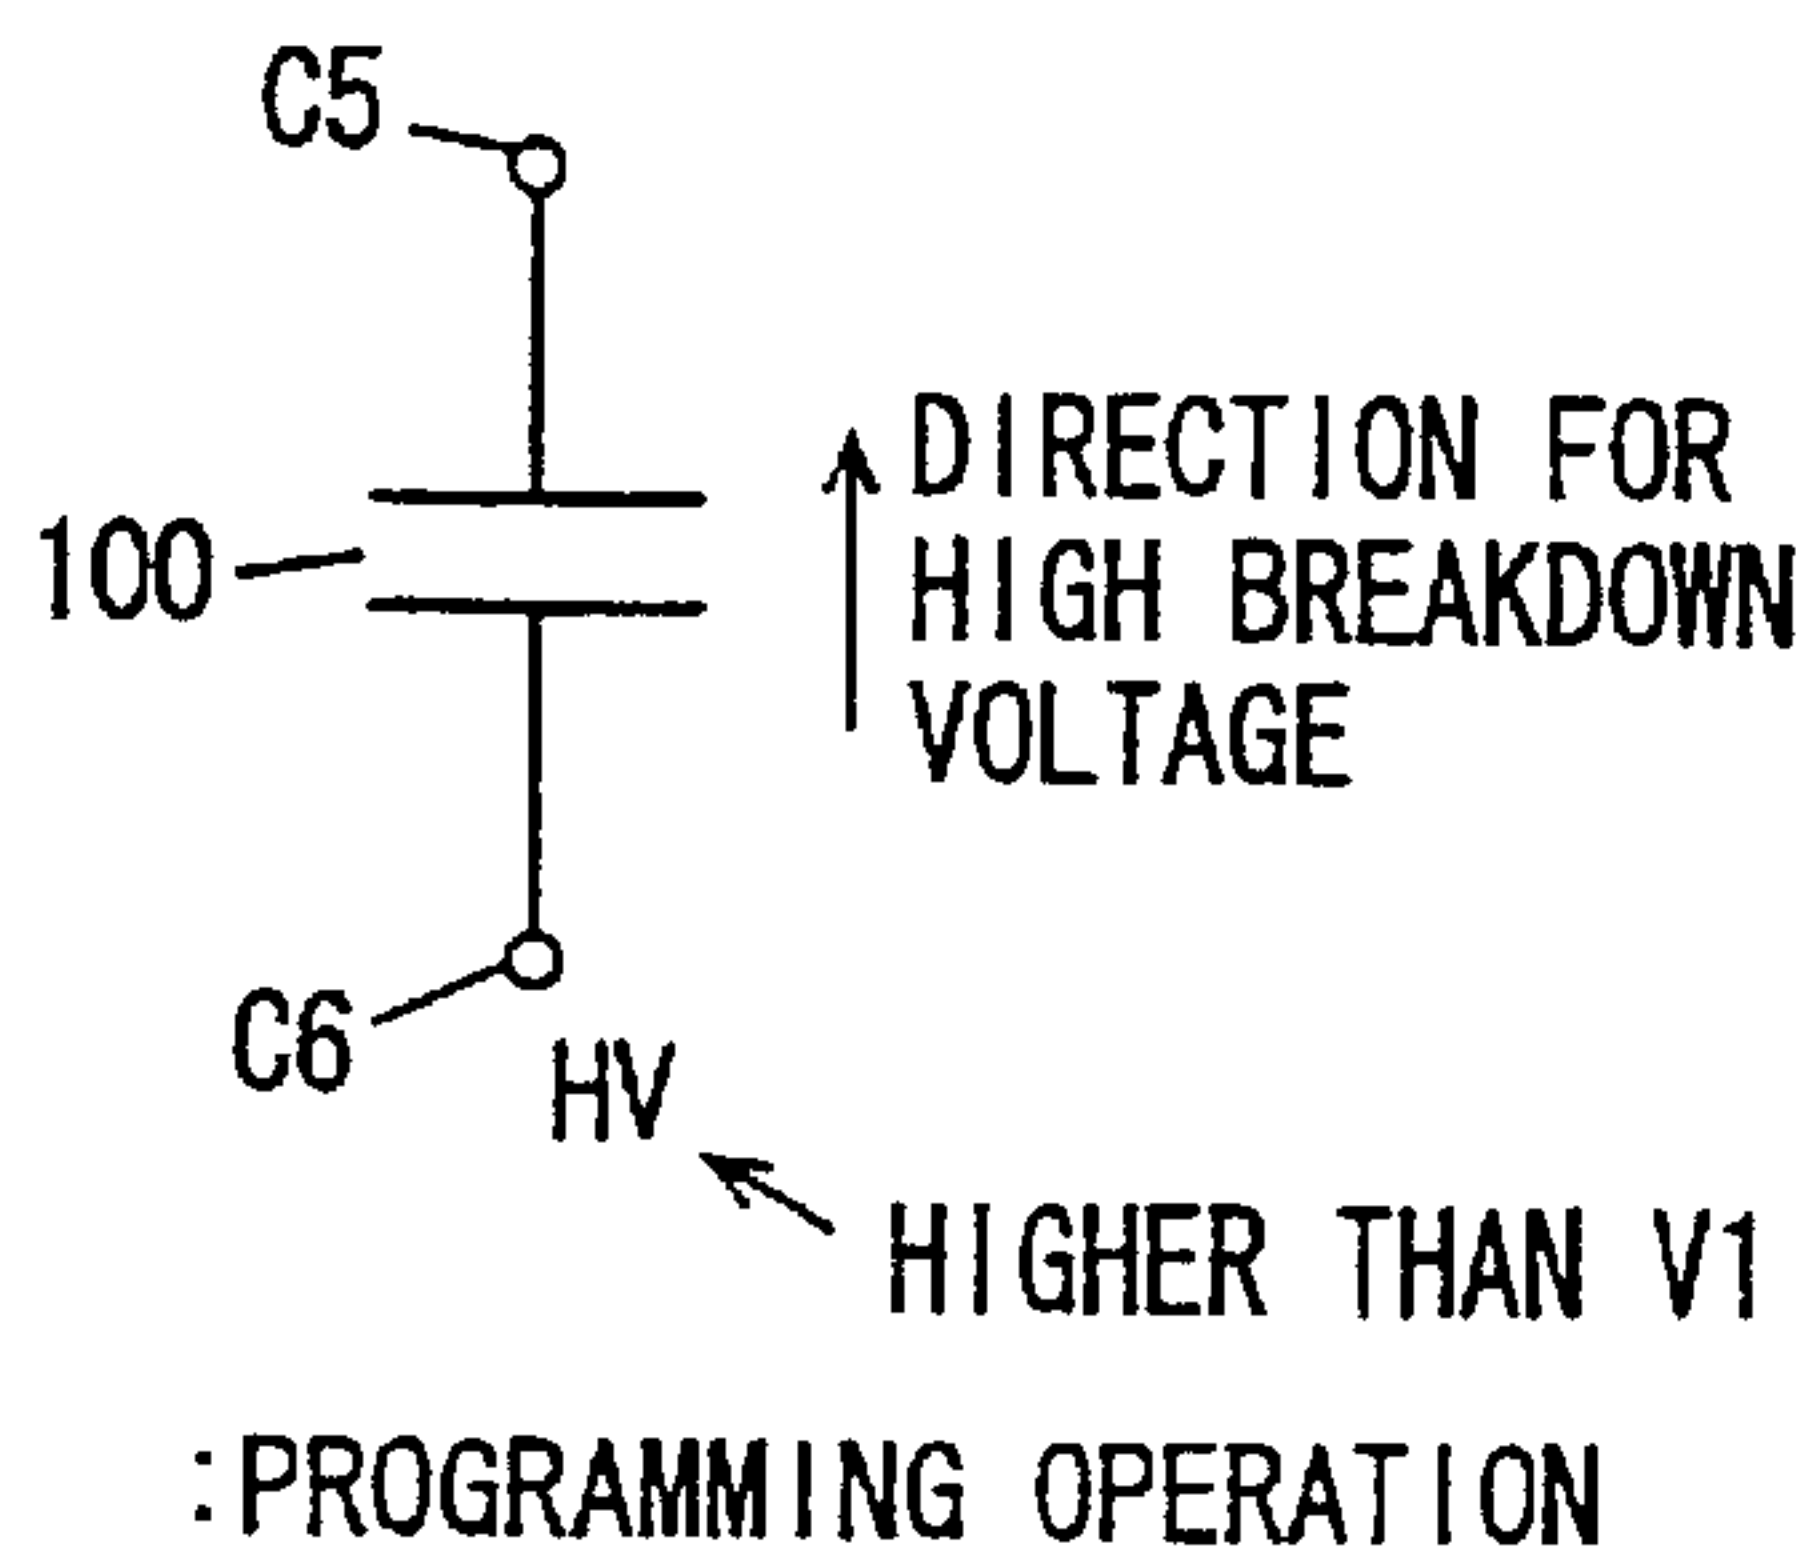 C5
100
DIRECTION FOR
HIGH BREAKDOWN
VOLTAGE
C6
HV
HIGHER THAN V1
:PROGRAMMING OPERATION